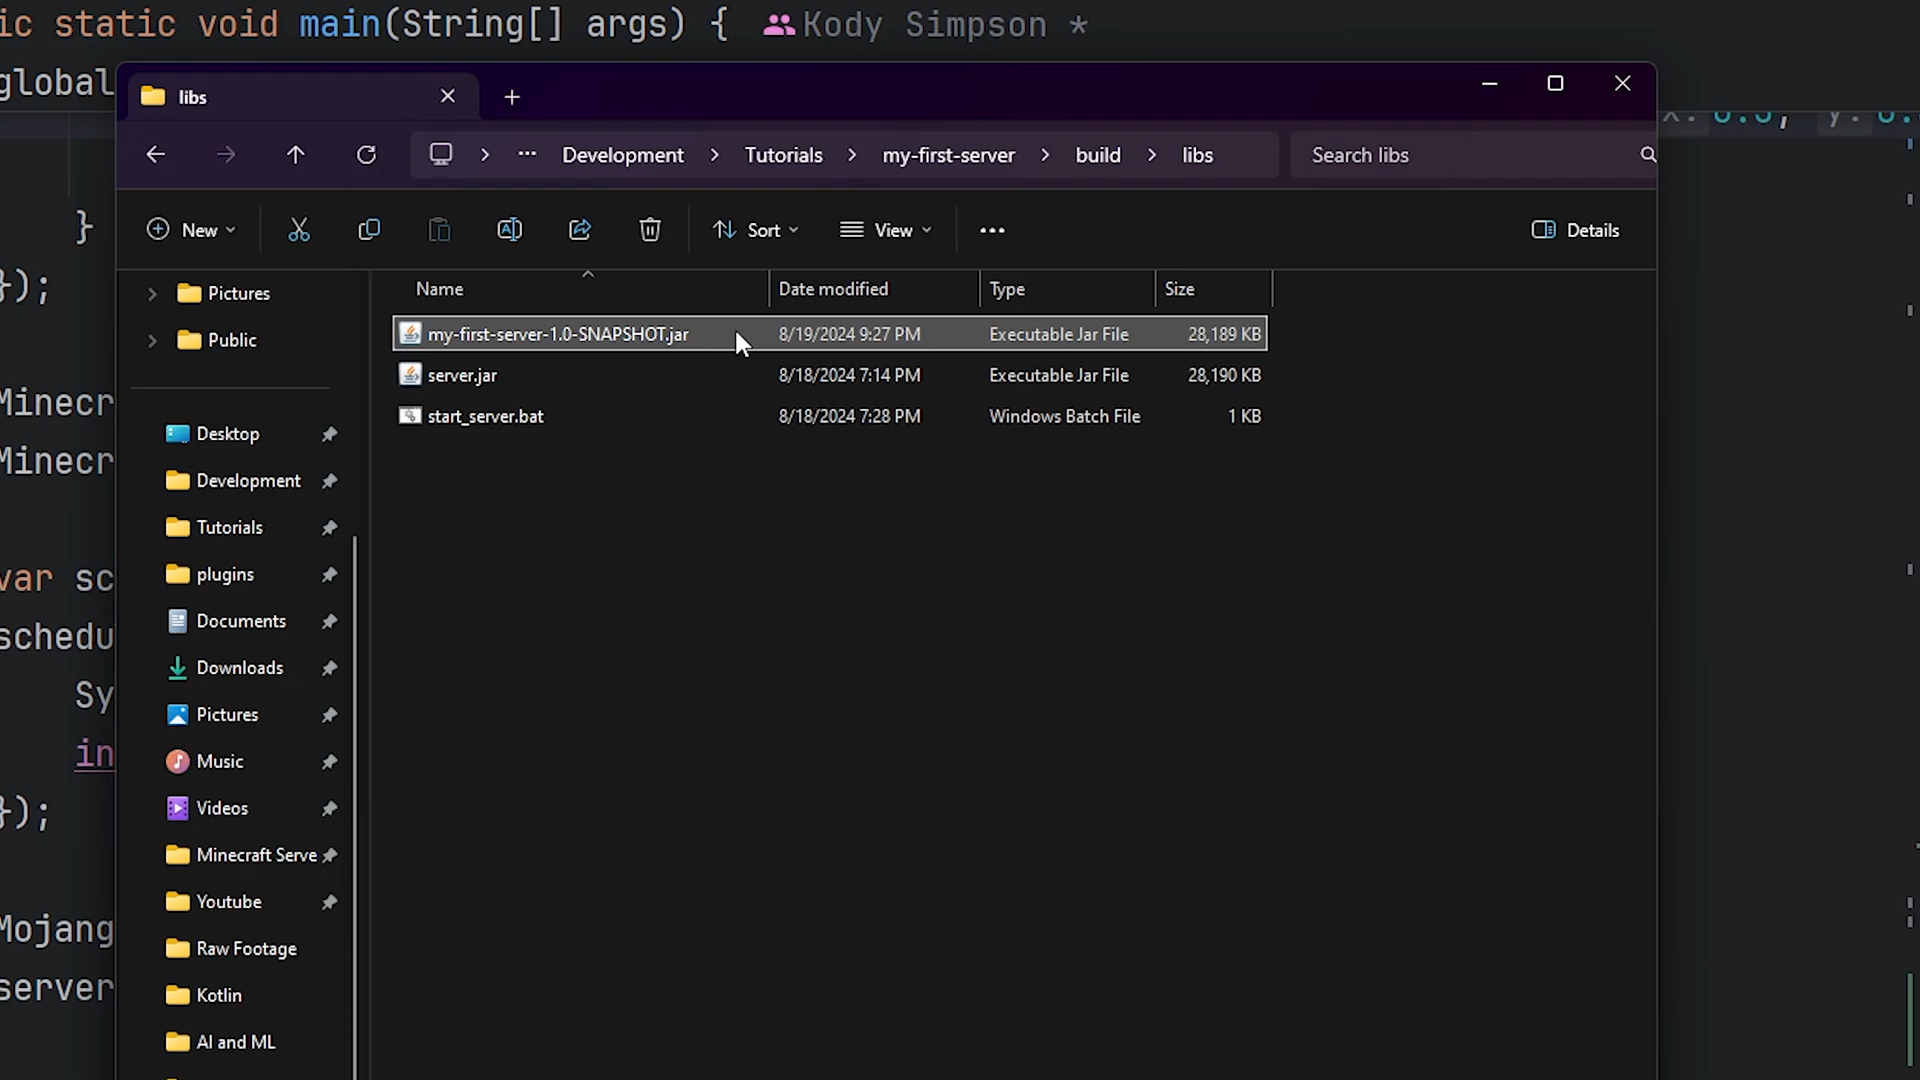 ic static void main(String[] args) { Kody Simpson *
global
libs
Development > Tutorials > my-first-server > build > libs
Search libs
New
Sort
View
Details
Name
Date modified
Type
Size
my-first-server-1.0-SNAPSHOT.jar 8/19/2024 9:27 PM Executable Jar File 28,189 KB
server.jar 8/18/2024 7:14 PM Executable Jar File 28,190 KB
start_server.bat 8/18/2024 7:28 PM Windows Batch File 1 KB
Pictures
Public
Desktop
Development
Tutorials
plugins
Documents
Downloads
Pictures
Music
Videos
Minecraft Serve
Youtube
Raw Footage
Kotlin
AI and ML
}
});
Minecr
Minecr
var sc
schedu
Sy
in
});
Mojang
server